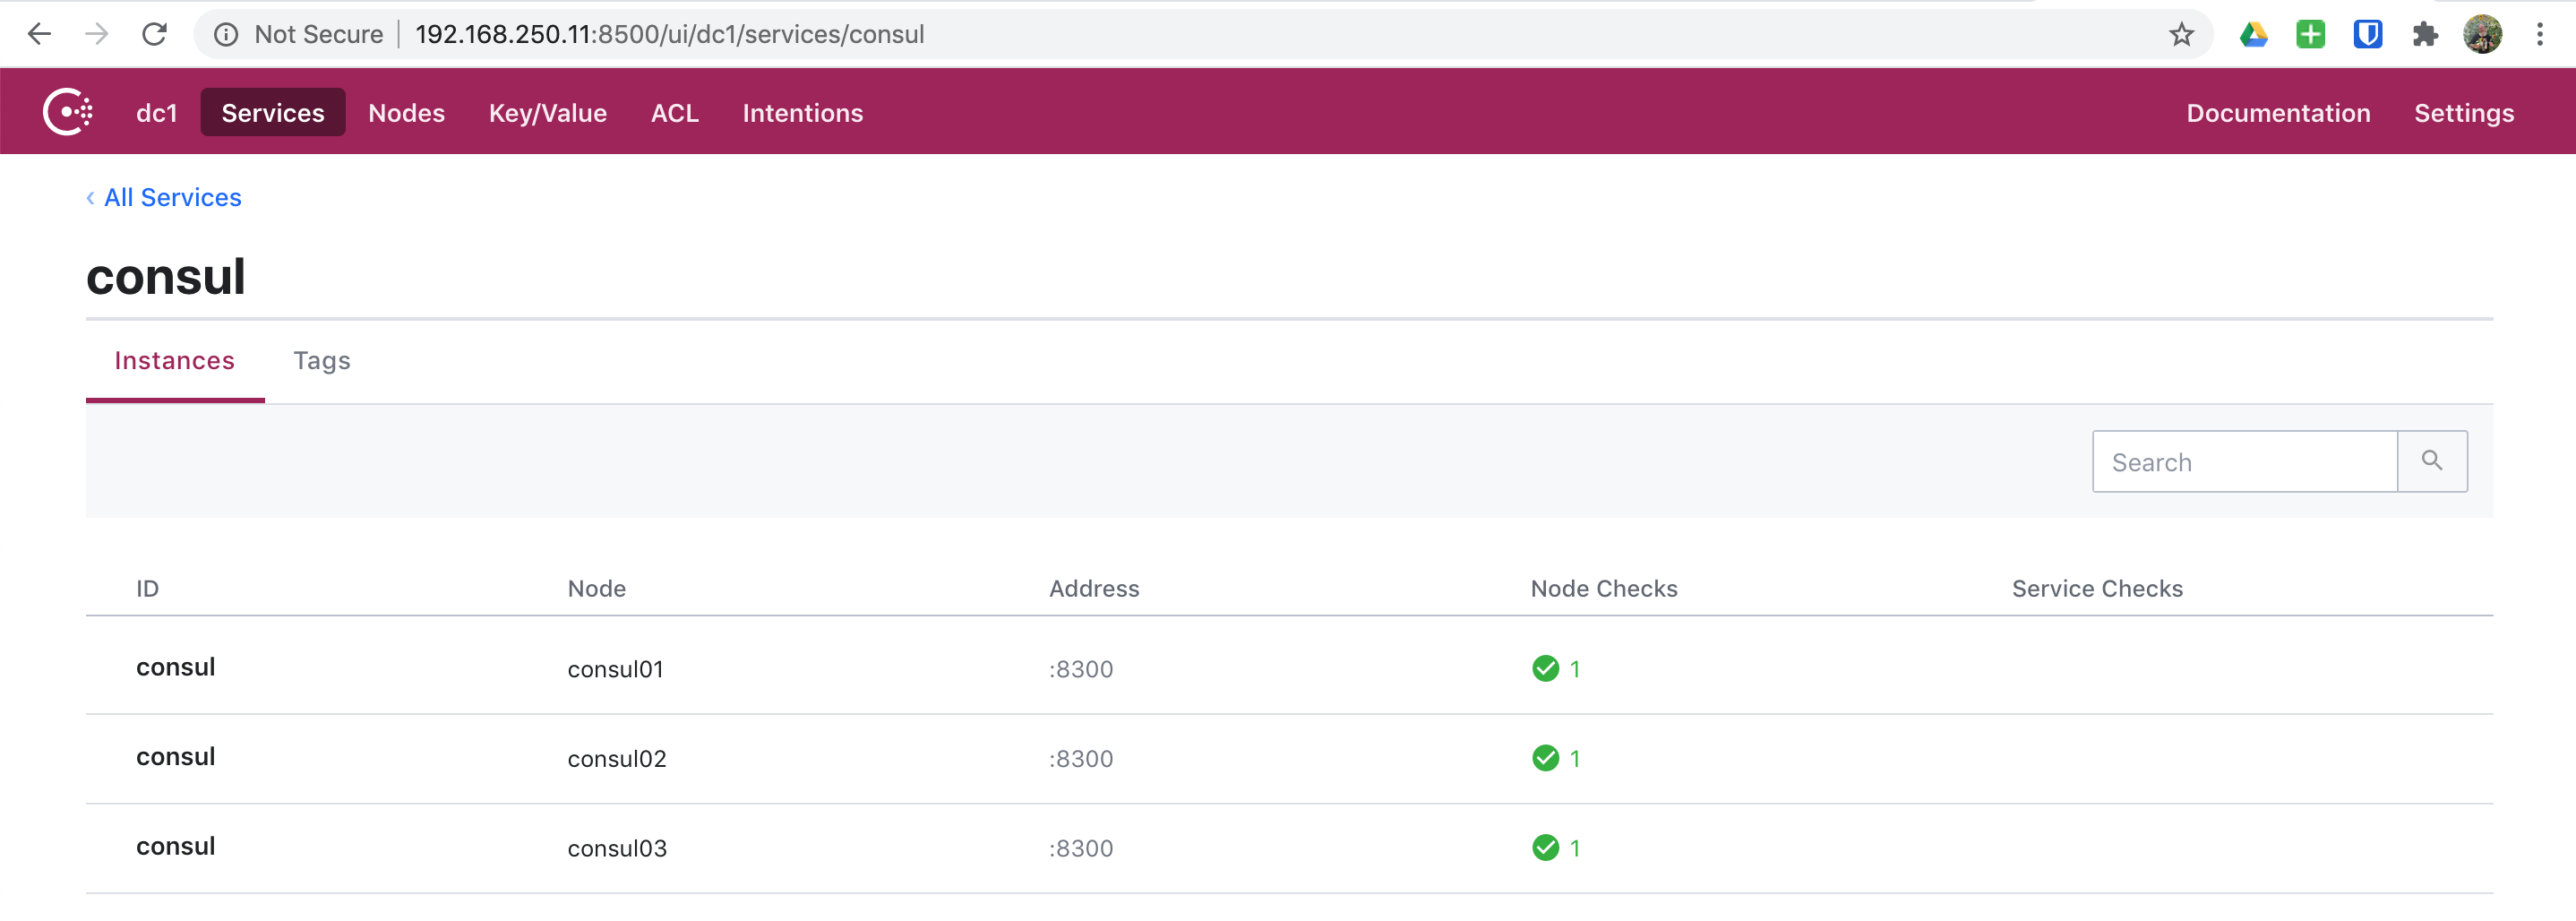 Not Secure | 192.168.250.11:8500/ui/dc1/services/consul
dc1 Services Nodes Key/Value ACL Intentions Documentation Settings
‹ All Services
consul
Instances Tags
Search
ID Node Address Node Checks Service Checks
consul consul01 :8300 1
consul consul02 :8300 1
consul consul03 :8300 1